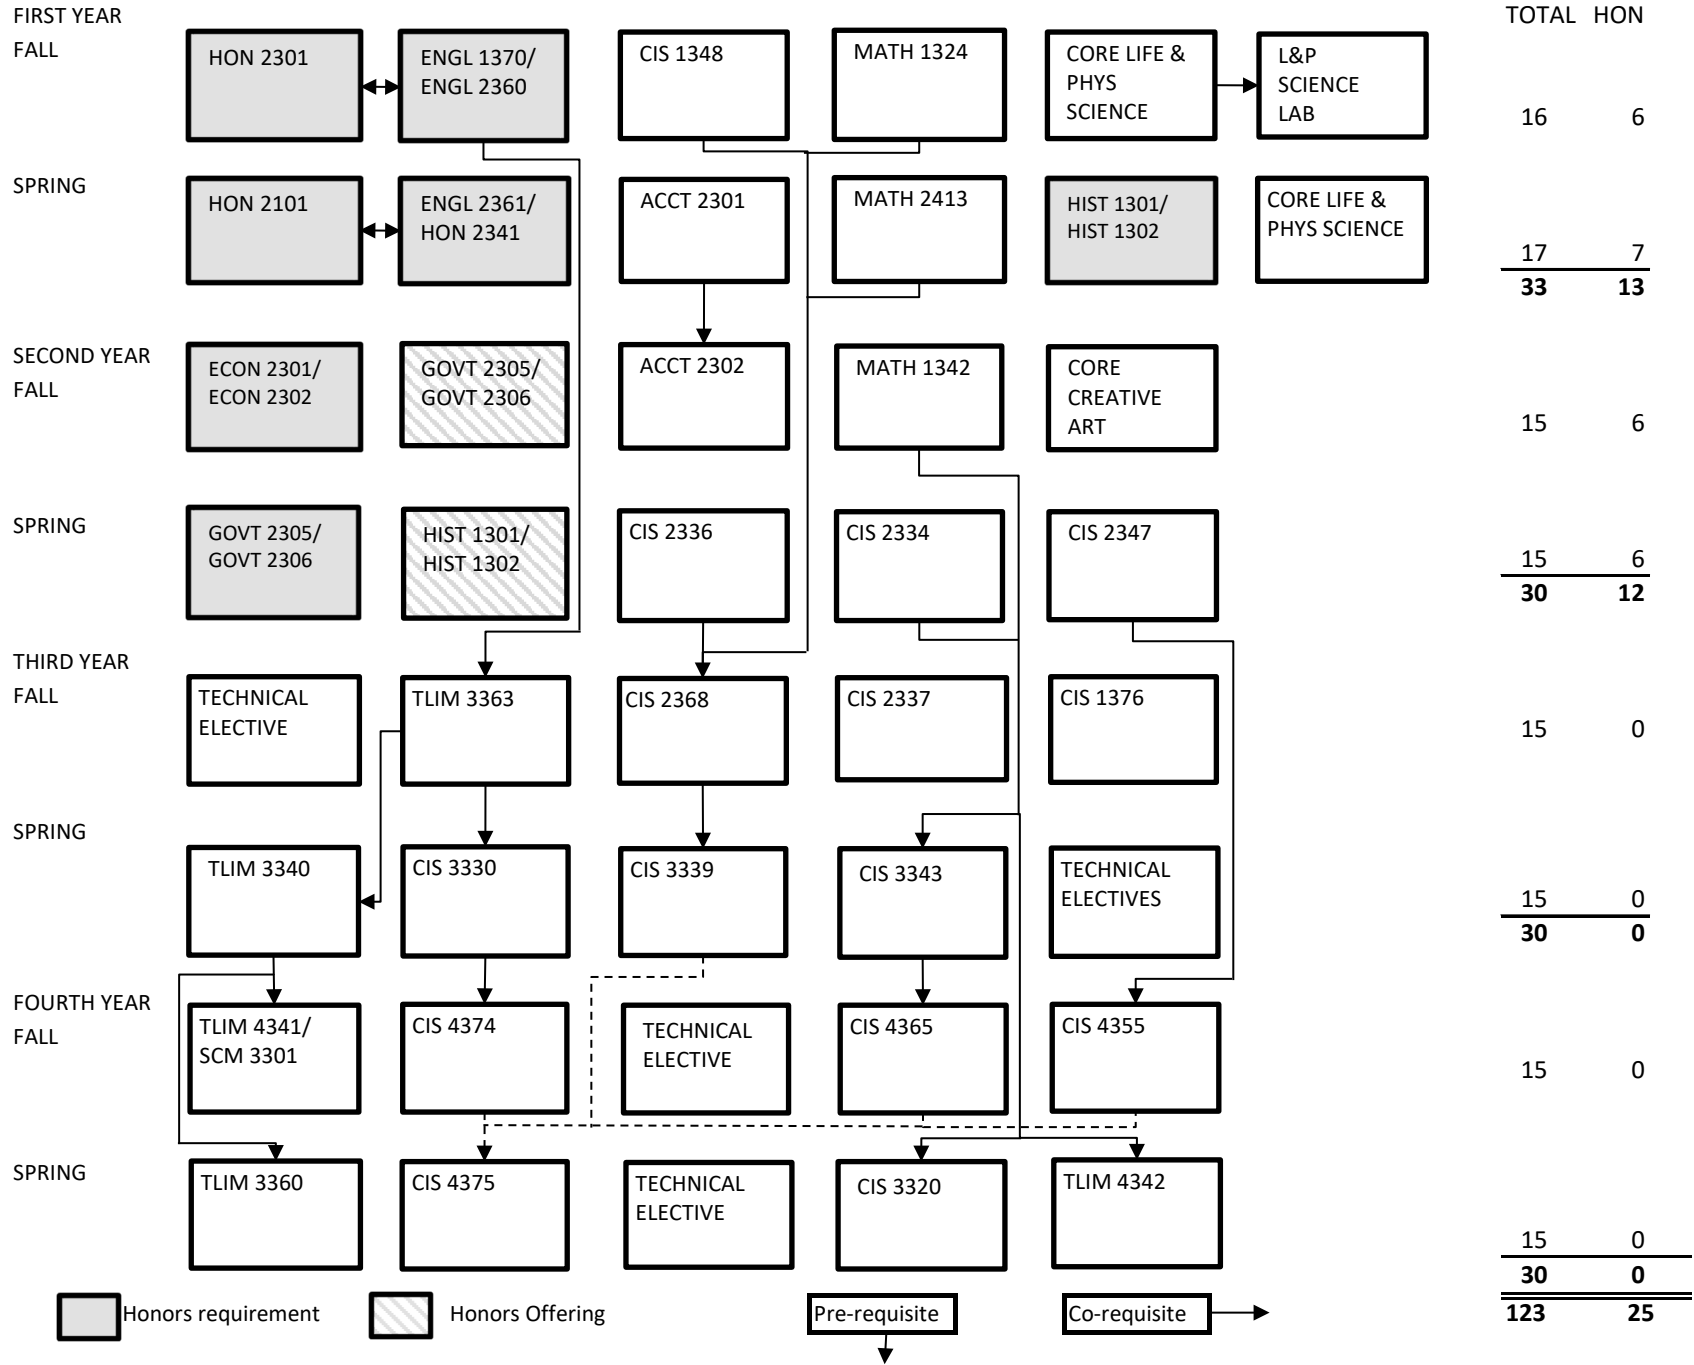 FIRST YEAR
TOTAL HON
FALL
HON 2301
ENGL 1370/
ENGL 2360
CIS 1348
MATH 1324
CORE LIFE &
PHYS
SCIENCE
L&P
SCIENCE
LAB
16 6
SPRING
HON 2101
ENGL 2361/
HON 2341
ACCT 2301
MATH 2413
HIST 1301/
HIST 1302
CORE LIFE &
PHYS SCIENCE
17 7
33 13
SECOND YEAR
FALL
ECON 2301/
ECON 2302
GOVT 2305/
GOVT 2306
ACCT 2302
MATH 1342
CORE
CREATIVE
ART
15 6
SPRING
GOVT 2305/
GOVT 2306
HIST 1301/
HIST 1302
CIS 2336
CIS 2334
CIS 2347
15 6
30 12
THIRD YEAR
FALL
TECHNICAL
ELECTIVE
TLIM 3363
CIS 2368
CIS 2337
CIS 1376
15 0
SPRING
TLIM 3340
CIS 3330
CIS 3339
CIS 3343
TECHNICAL
ELECTIVES
15 0
30 0
FOURTH YEAR
FALL
TLIM 4341/
SCM 3301
CIS 4374
TECHNICAL
ELECTIVE
CIS 4365
CIS 4355
15 0
SPRING
TLIM 3360
CIS 4375
TECHNICAL
ELECTIVE
CIS 3320
TLIM 4342
15 0
30 0
123 25
Honors requirement
Honors Offering
Pre-requisite
Co-requisite